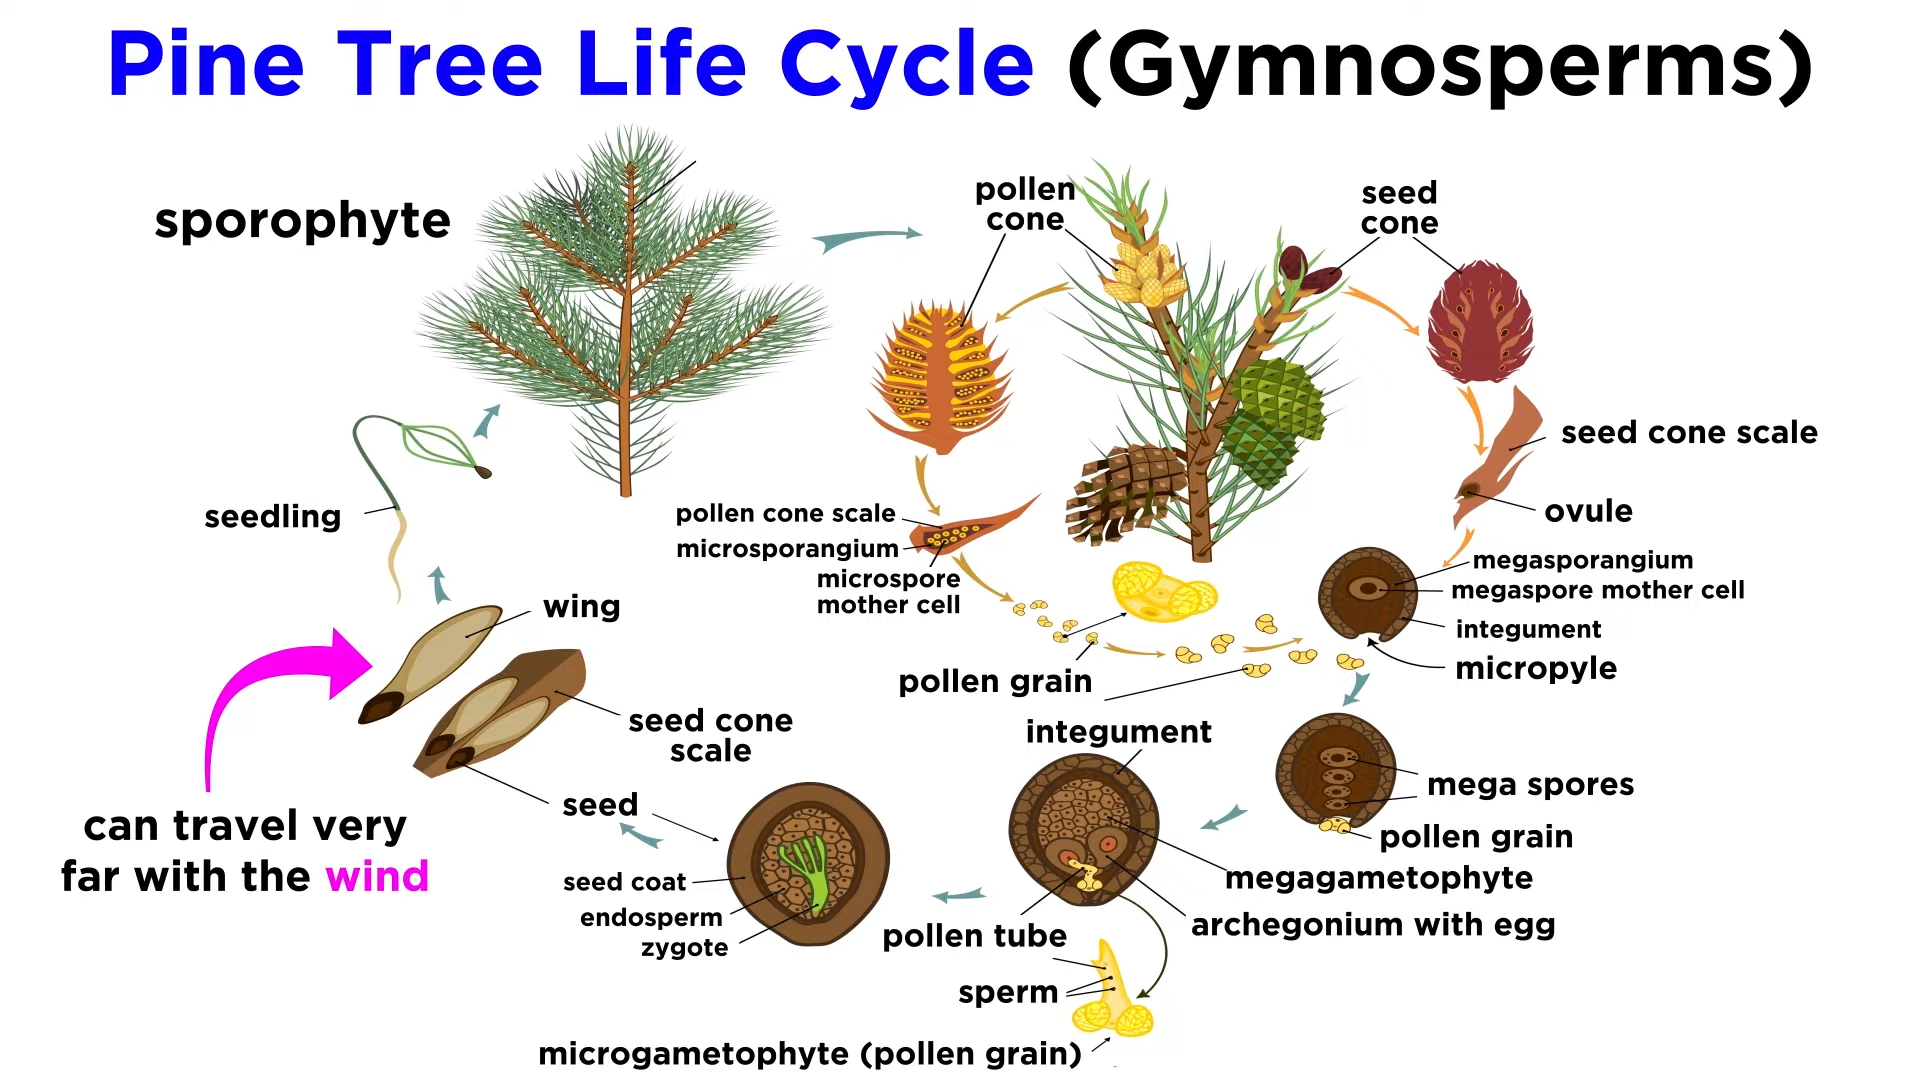 Pine Tree Life Cycle (Gymnosperms)
sporophyte
pollen
cone
seed
cone
seed cone scale
ovule
seedling
pollen cone scale
microsporangium
microspore
mother cell
megasporangium
megaspore mother cell
integument
micropyle
wing
pollen grain
seed cone
scale
integument
mega spores
pollen grain
seed
can travel very
far with the wind
megagametophyte
archegonium with egg
seed coat
endosperm
zygote
pollen tube
sperm
microgametophyte (pollen grain)